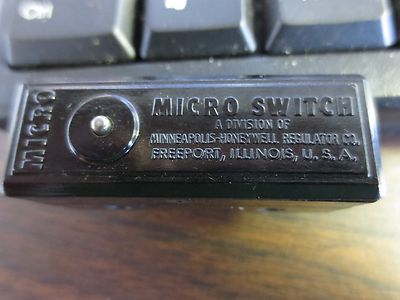 MICRO
MICRO SWITCH
A DIVISION OF
MINNEAPOLIS-HONEYWELL REGULATOR CO.
FREEPORT, ILLINOIS, U. S. A.